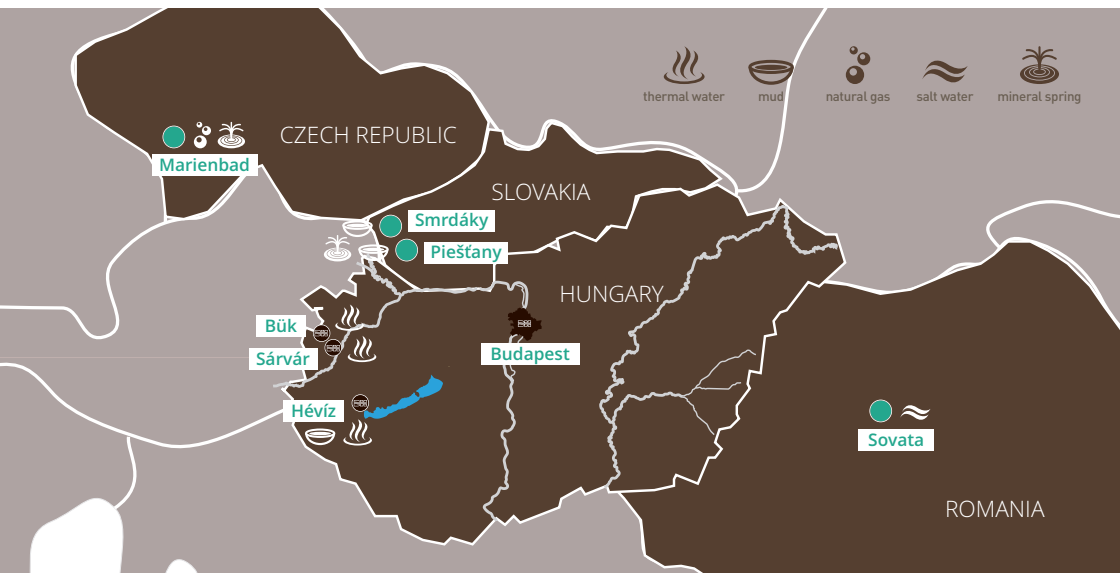 thermal water
mud
natural gas
salt water
mineral spring
CZECH REPUBLIC
Marienbad
SLOVAKIA
Smrdáky
Piešťany
HUNGARY
Bük
Sárvár
Budapest
Hévíz
Sovata
ROMANIA